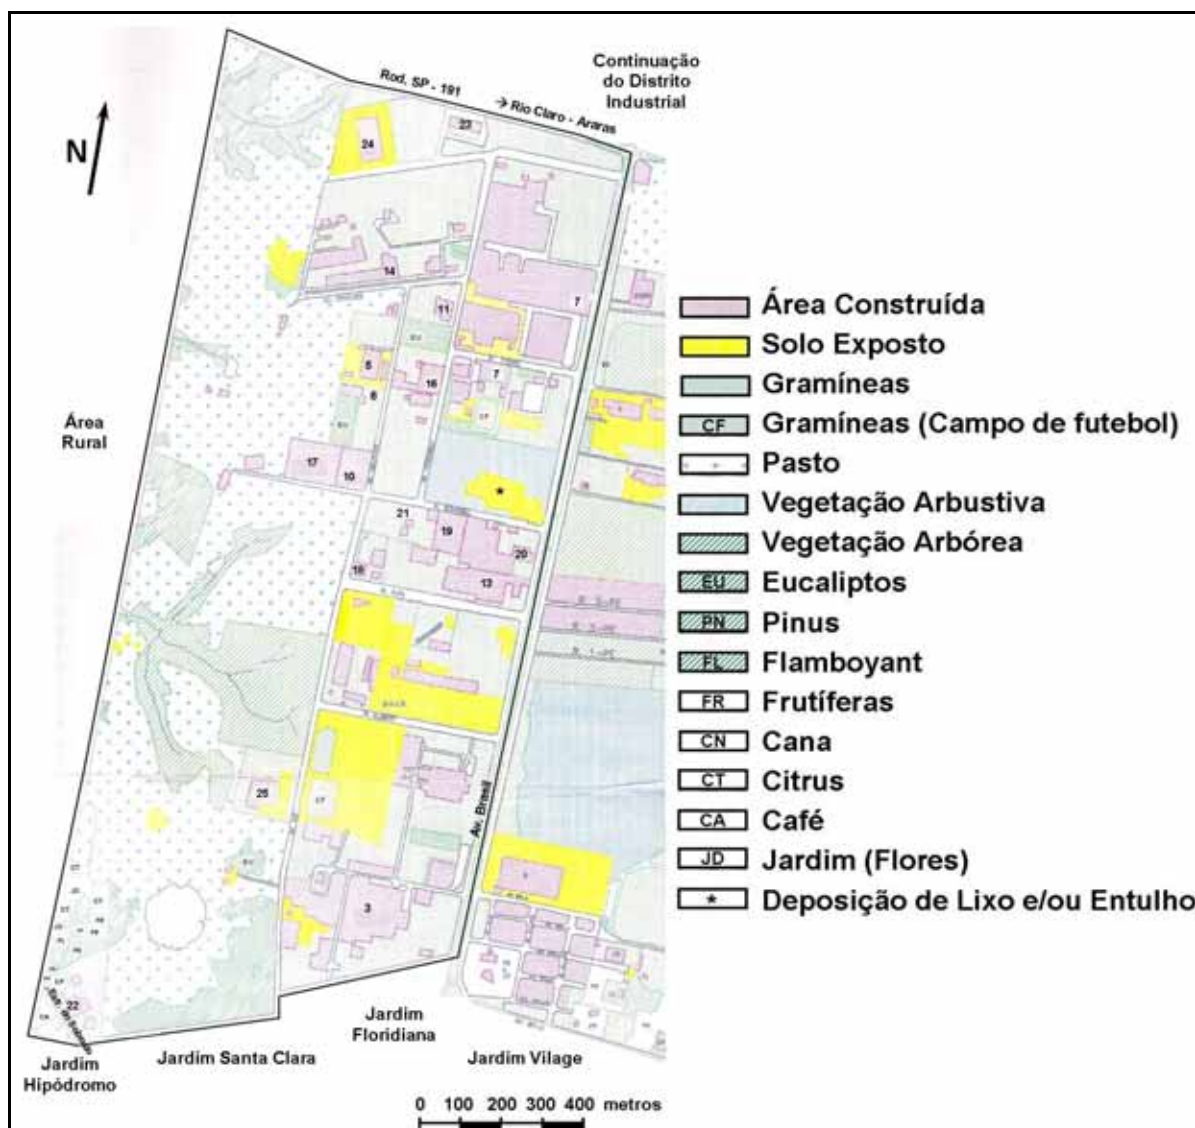 Continuação
do Distrito
Industrial
Rod. SP - 191
→ Rio Claro - Araras
N
23
24
14
7
11
5
16
7
6
CF
Área
Rural
17
10
★
21
19
20
18
13
25
CF
Av. Brasil
3
22
Jardim
Hipódromo
Jardim Santa Clara
Jardim
Floridiana
Jardim Vilage
0 100 200 300 400 metros
Área Construída
Solo Exposto
Gramíneas
CF Gramíneas (Campo de futebol)
Pasto
Vegetação Arbustiva
Vegetação Arbórea
EU Eucaliptos
PN Pinus
FL Flamboyant
FR Frutíferas
CN Cana
CT Citrus
CA Café
JD Jardim (Flores)
★ Deposição de Lixo e/ou Entulho